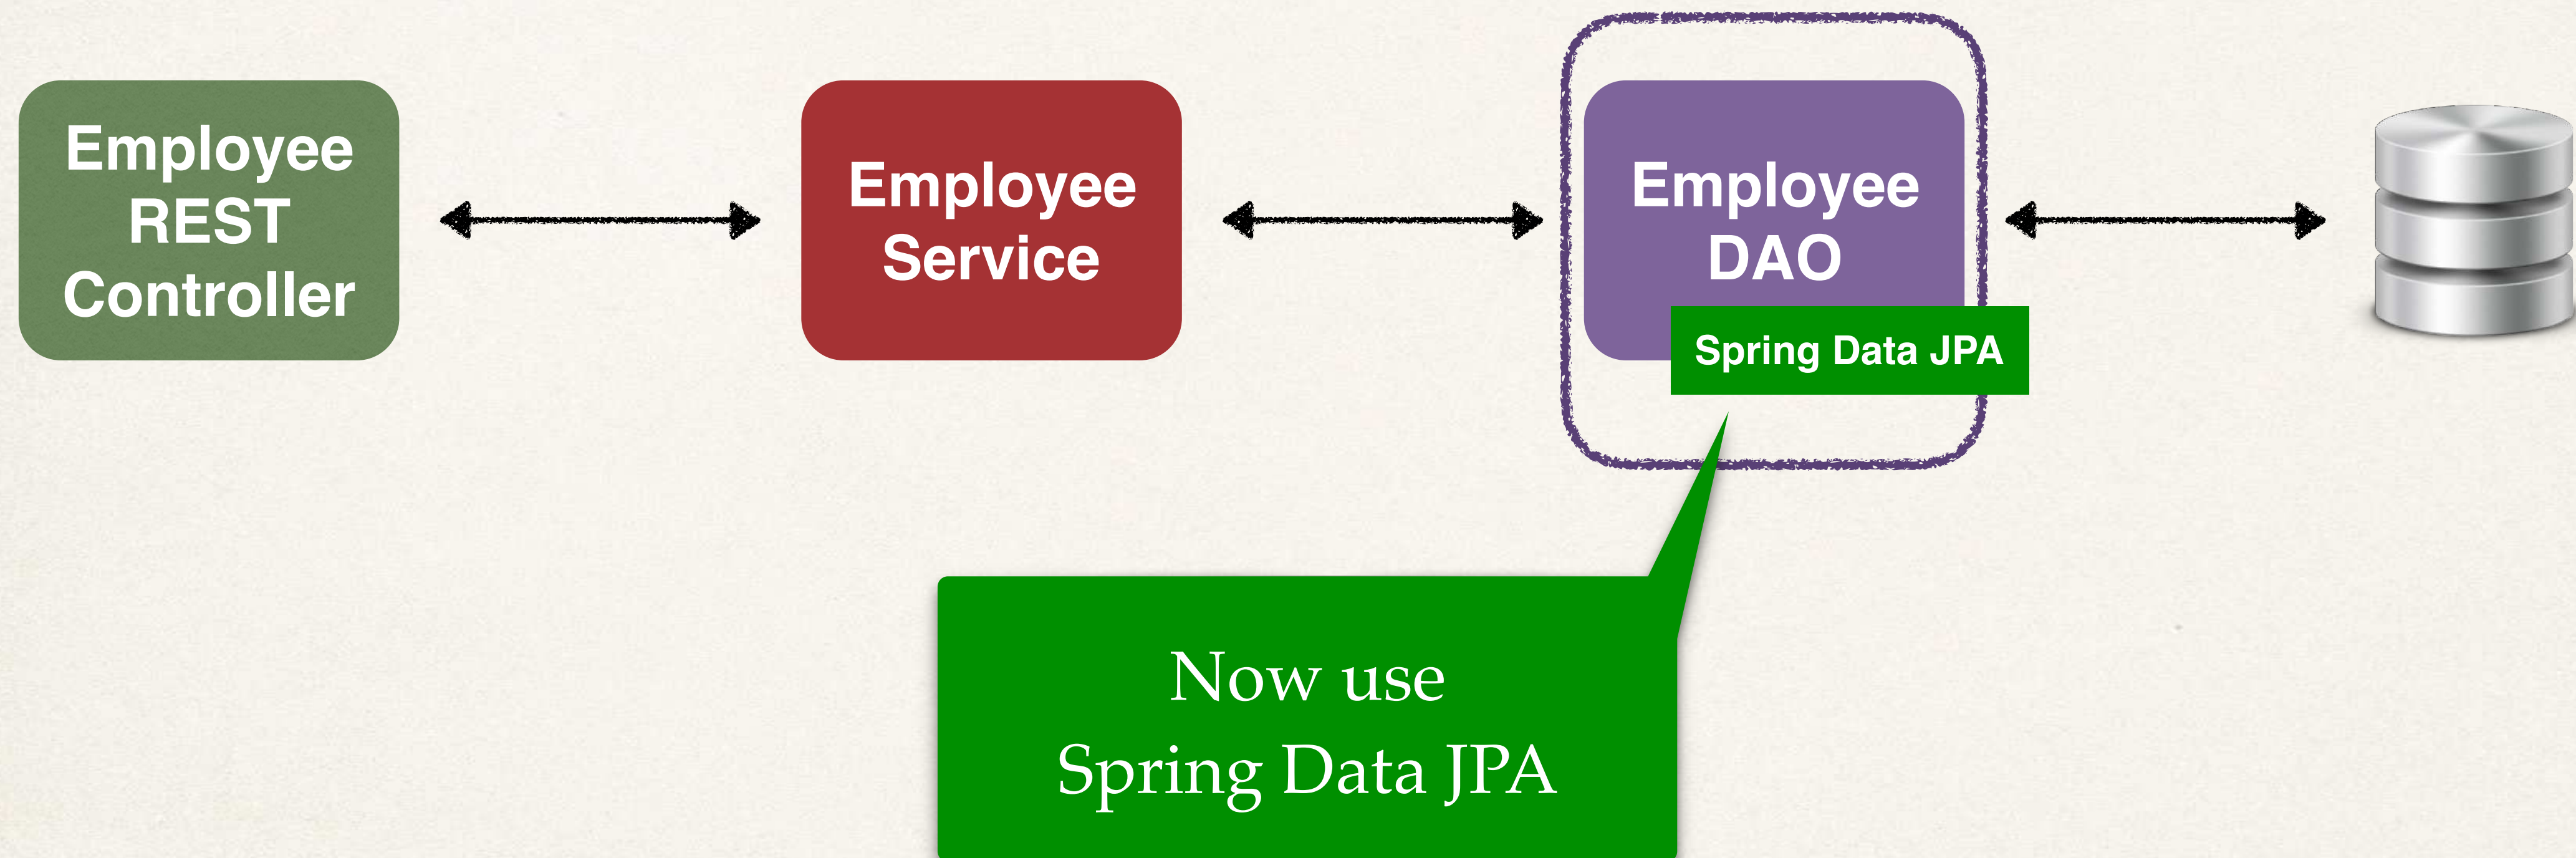 Employee
REST
Controller
Employee
Service
Employee
DAO
Spring Data JPA
Now use
Spring Data JPA